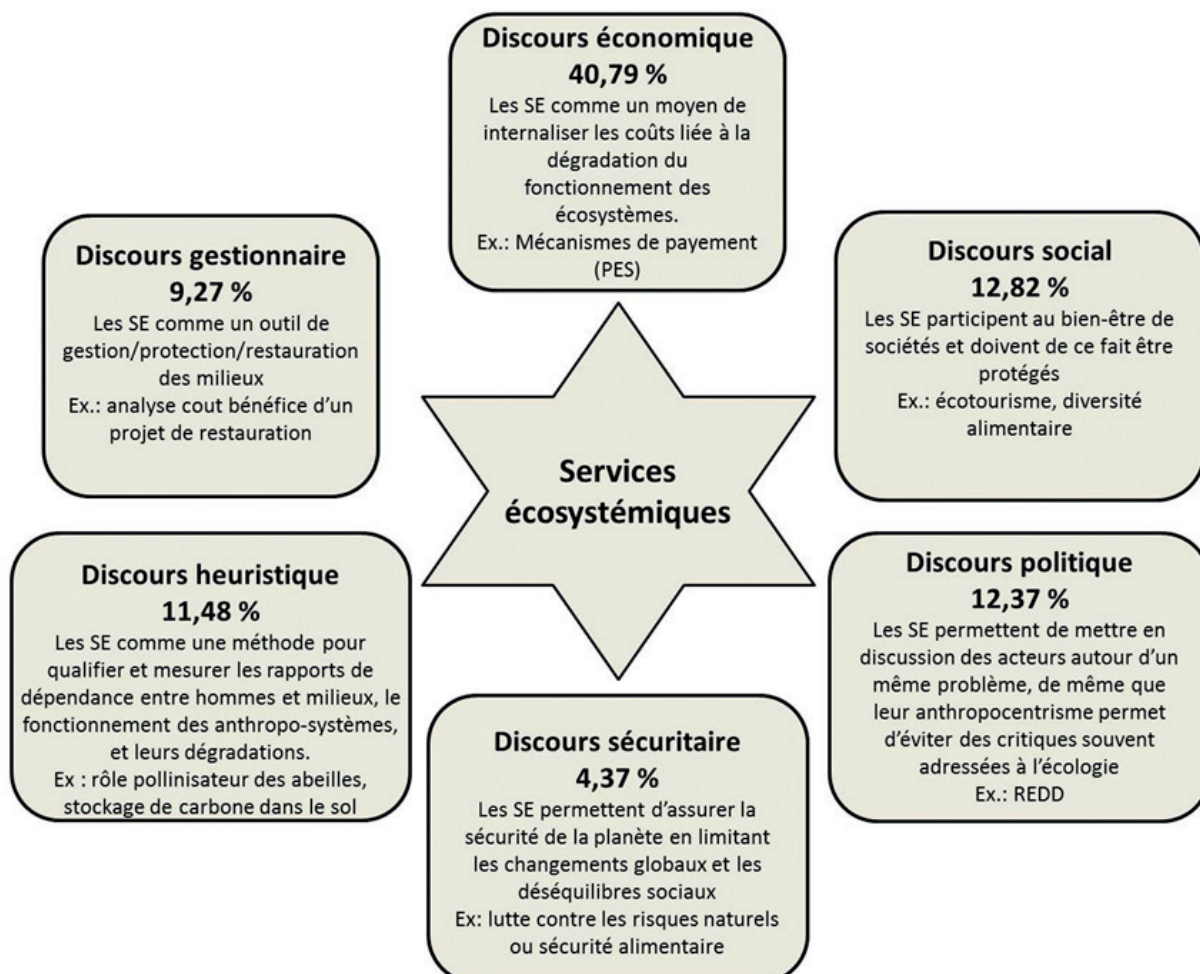 Discours économique
40,79 %
Les SE comme un moyen de
internaliser les coûts liée à la
dégradation du
fonctionnement des
écosystèmes.
Ex.: Mécanismes de payement
(PES)
Discours gestionnaire
9,27 %
Les SE comme un outil de
gestion/protection/restauration
des milieux
Ex.: analyse cout bénéfice d’un
projet de restauration
Discours social
12,82 %
Les SE participent au bien-être de
sociétés et doivent de ce fait être
protégés
Ex.: écotourisme, diversité
alimentaire
Services
écosystémiques
Discours heuristique
11,48 %
Les SE comme une méthode pour
qualifier et mesurer les rapports de
dépendance entre hommes et milieux, le
fonctionnement des anthropo-systèmes,
et leurs dégradations.
Ex : rôle pollinisateur des abeilles,
stockage de carbone dans le sol
Discours politique
12,37 %
Les SE permettent de mettre en
discussion des acteurs autour d’un
même problème, de même que
leur anthropocentrisme permet
d’éviter des critiques souvent
adressées à l’écologie
Ex.: REDD
Discours sécuritaire
4,37 %
Les SE permettent d’assurer la
sécurité de la planète en limitant
les changements globaux et les
déséquilibres sociaux
Ex: lutte contre les risques naturels
ou sécurité alimentaire